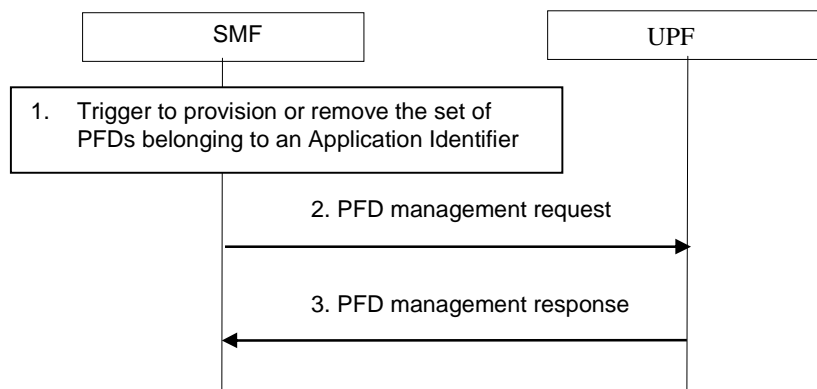 SMF
UPF
1. Trigger to provision or remove the set of
PFDs belonging to an Application Identifier
2. PFD management request
3. PFD management response